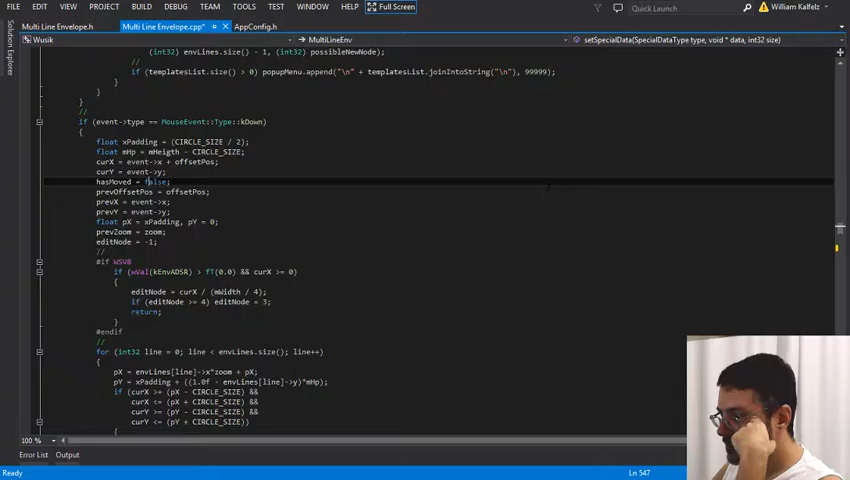 FILE EDIT VIEW PROJECT BUILD DEBUG TEAM TOOLS TEST WINDOW HELP Full Screen Quick Launch William Kalfelz
Multi Line Envelope.h Multi Line Envelope.cpp* AppConfig.h
Wusik MultiLineEnv setSpecialData(SpecialDataType type, void * data, int32 size)
Solution Explorer
(int32) envLines.size() - 1, (int32) possibleNewNode);
//
if (templatesList.size() > 0) popupMenu.append("\n" + templatesList.joinIntoString("\n"), 99999);
}
}
//
if (event->type == MouseEvent::Type::kDown)
{
float xPadding = (CIRCLE_SIZE / 2);
float mHp = mHeigth - CIRCLE_SIZE;
curX = event->x + offsetPos;
curY = event->y;
hasMoved = false;
prevOffsetPos = offsetPos;
prevX = event->x;
prevY = event->y;
float pX = xPadding, pY = 0;
prevZoom = zoom;
editNode = -1;
//
#if WSV8
if (wVal(kEnvADSR) > fT(0.0) && curX >= 0)
{
editNode = curX / (mWidth / 4);
if (editNode >= 4) editNode = 3;
return;
}
#endif
//
for (int32 line = 0; line < envLines.size(); line++)
{
pX = envLines[line]->x*zoom + pX;
pY = xPadding + ((1.0f - envLines[line]->y)*mHp);
if (curX >= (pX - CIRCLE_SIZE) &&
curX <= (pX + CIRCLE_SIZE) &&
curY >= (pY - CIRCLE_SIZE) &&
curY <= (pY + CIRCLE_SIZE))
{
100 %
Error List Output
Ready Ln 547